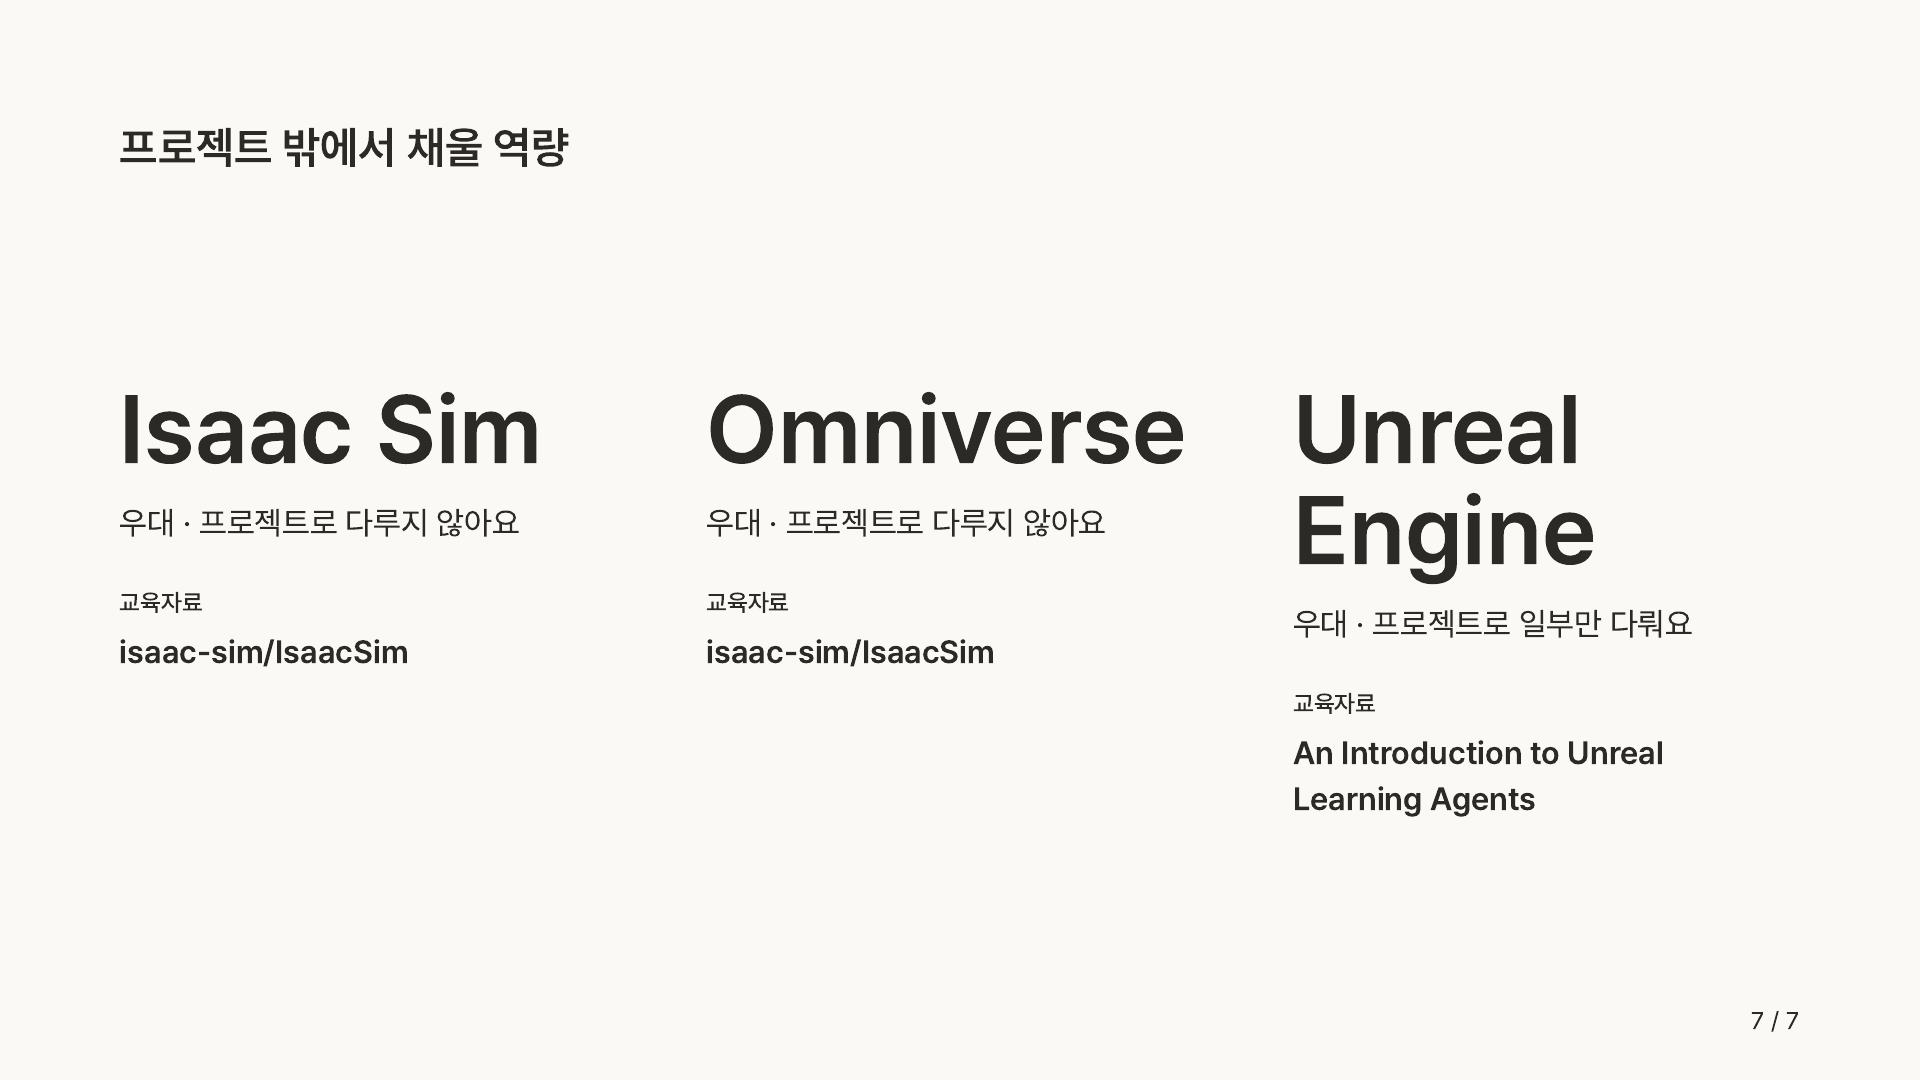 프로젝트 밖에서 채울 역량
Isaac Sim
우대 · 프로젝트로 다루지 않아요
교육자료
isaac-sim/IsaacSim
Omniverse
우대 · 프로젝트로 다루지 않아요
교육자료
isaac-sim/IsaacSim
Unreal
Engine
우대 · 프로젝트로 일부만 다뤄요
교육자료
An Introduction to Unreal
Learning Agents
7 / 7